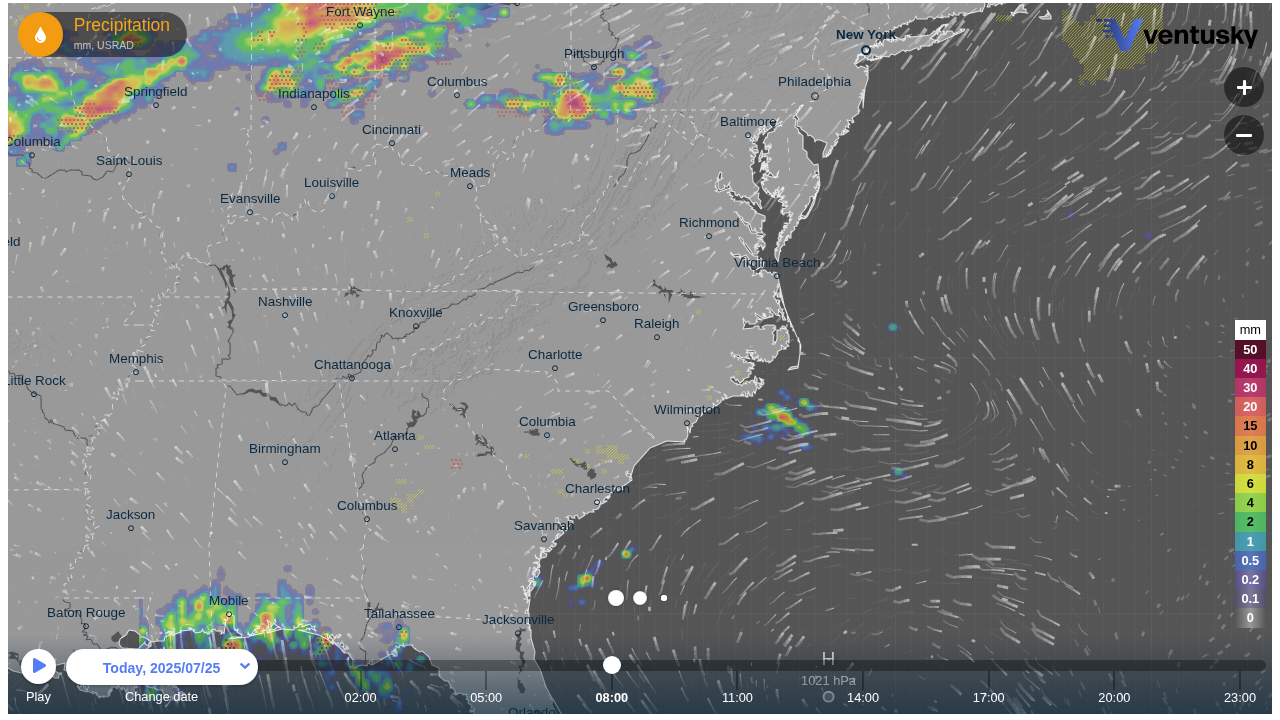 Precipitation
mm, USRAD
Fort Wayne
New York
ventusky
Pittsburgh
Columbus
Philadelphia
Springfield
Indianapolis
Baltimore
Cincinnati
Columbia
Saint Louis
Meads
Louisville
Evansville
Richmond
eld
Virginia Beach
Nashville
Knoxville
Greensboro
Raleigh
mm
50
40
30
20
15
10
8
6
4
2
1
0.5
0.2
0.1
0
Memphis
Charlotte
Chattanooga
Little Rock
Wilmington
Columbia
Atlanta
Birmingham
Charleston
Columbus
Jackson
Savannah
Mobile
Baton Rouge
Tallahassee
Jacksonville
H
1021 hPa
Today, 2025/07/25
Play
Change date
02:00
05:00
08:00
11:00
14:00
17:00
20:00
23:00
Orlando